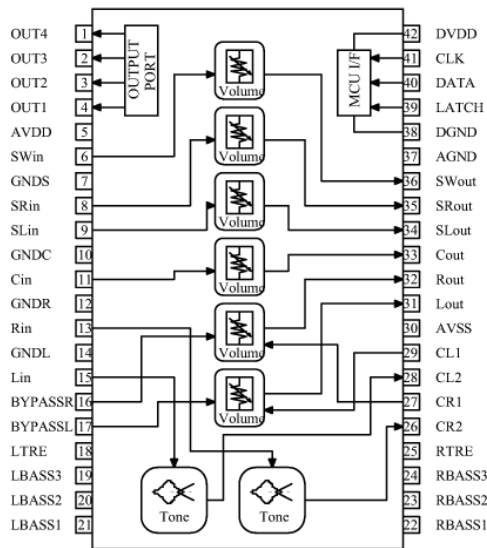 OUT4 1
OUT3 2
OUT2 3
OUT1 4
AVDD 5
SWin 6
GNDS 7
SRin 8
SLin 9
GNDC 10
Cin 11
GNDR 12
Rin 13
GNDL 14
Lin 15
BYPASSR 16
BYPASSL 17
LTRE 18
LBASS3 19
LBASS2 20
LBASS1 21
OUTPUT
PORT
Volume
Volume
Volume
Volume
Volume
Volume
Tone
Tone
MCU I/F
42 DVDD
41 CLK
40 DATA
39 LATCH
38 DGND
37 AGND
36 SWout
35 SRout
34 SLout
33 Cout
32 Rout
31 Lout
30 AVSS
29 CL1
28 CL2
27 CR1
26 CR2
25 RTRE
24 RBASS3
23 RBASS2
22 RBASS1